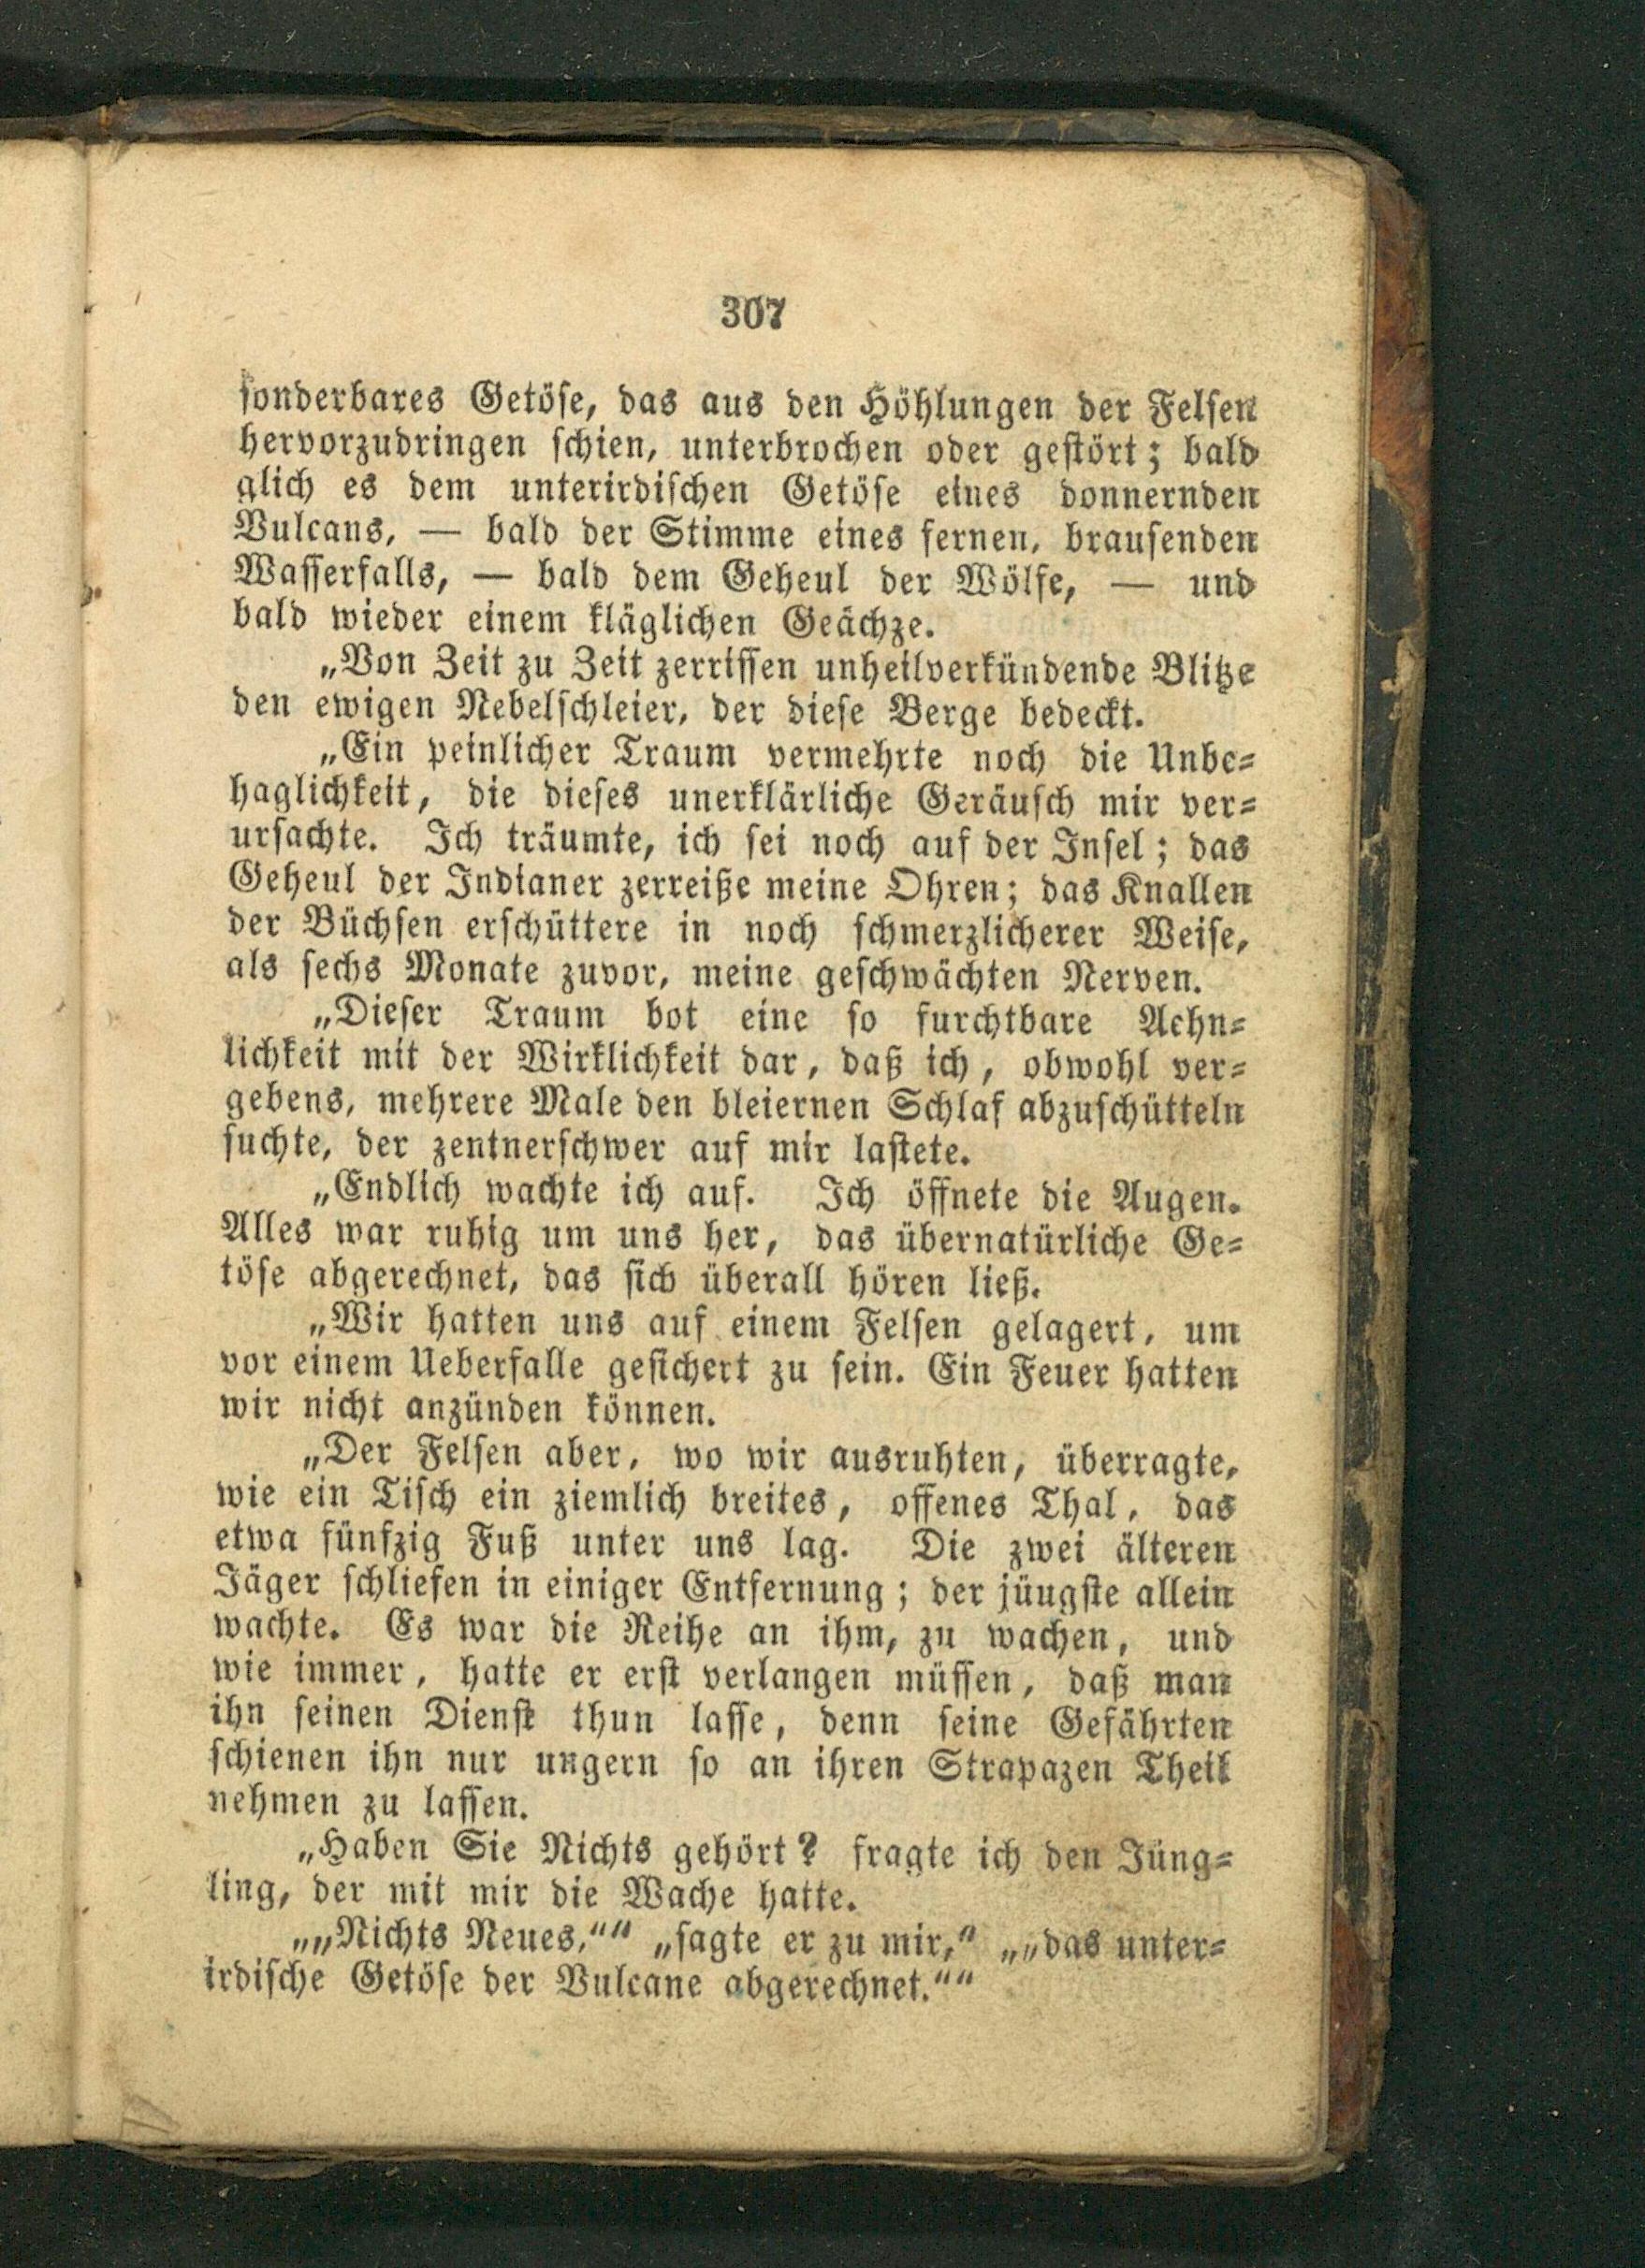 307
sonderbares Getöse, das aus den Höhlungen der Felsen
hervorzudringen schien, unterbrochen oder gestört; bald
glich es dem unterirdischen Getöse eines donnernden
Vulcans, — bald der Stimme eines fernen, brausenden
Wasserfalls, — bald dem Geheul der Wölfe, — und
bald wieder einem kläglichen Geächze.
„Von Zeit zu Zeit zerrissen unheilverkündende Blitze
den ewigen Nebelschleier, der diese Berge bedeckt.
„Ein peinlicher Traum vermehrte noch die Unbe-
haglichkeit, die dieses unerklärliche Geräusch mir ver-
ursachte. Ich träumte, ich sei noch auf der Insel; das
Geheul der Indianer zerreiße meine Ohren; das Knallen
der Büchsen erschüttere in noch schmerzlicherer Weise,
als sechs Monate zuvor, meine geschwächten Nerven.
„Dieser Traum bot eine so furchtbare Aehn-
lichkeit mit der Wirklichkeit dar, daß ich, obwohl ver-
gebens, mehrere Male den bleiernen Schlaf abzuschütteln
suchte, der zentnerschwer auf mir lastete.
„Endlich wachte ich auf. Ich öffnete die Augen.
Alles war ruhig um uns her, das übernatürliche Ge-
töse abgerechnet, das sich überall hören ließ.
„Wir hatten uns auf einem Felsen gelagert, um
vor einem Ueberfalle gesichert zu sein. Ein Feuer hatten
wir nicht anzünden können.
„Der Felsen aber, wo wir ausruhten, überragte,
wie ein Tisch ein ziemlich breites, offenes Thal, das
etwa fünfzig Fuß unter uns lag. Die zwei älteren
Jäger schliefen in einiger Entfernung; der jüugste allein
wachte. Es war die Reihe an ihm, zu wachen, und
wie immer, hatte er erst verlangen müssen, daß man
ihn seinen Dienst thun lasse, denn seine Gefährten
schienen ihn nur ungern so an ihren Strapazen Theil
nehmen zu lassen.
„Haben Sie Nichts gehört? fragte ich den Jüng-
ling, der mit mir die Wache hatte.
„„Nichts Neues,““ „sagte er zu mir,“ „„das unter-
irdische Getöse der Vulcane abgerechnet.““